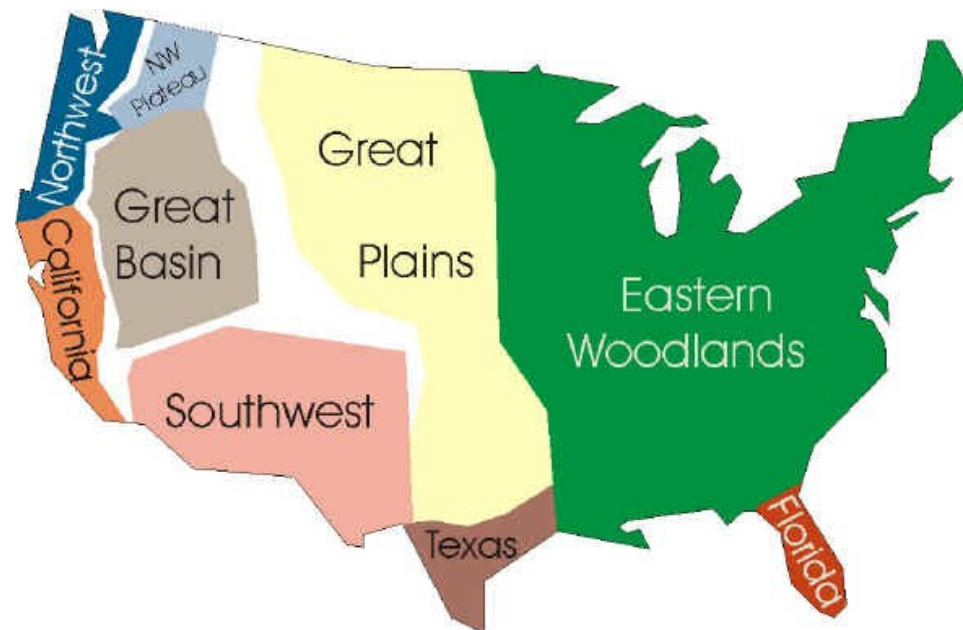 Northwest
NW
Plateau
Great
Basin
California
Great
Plains
Southwest
Texas
Eastern
Woodlands
Florida